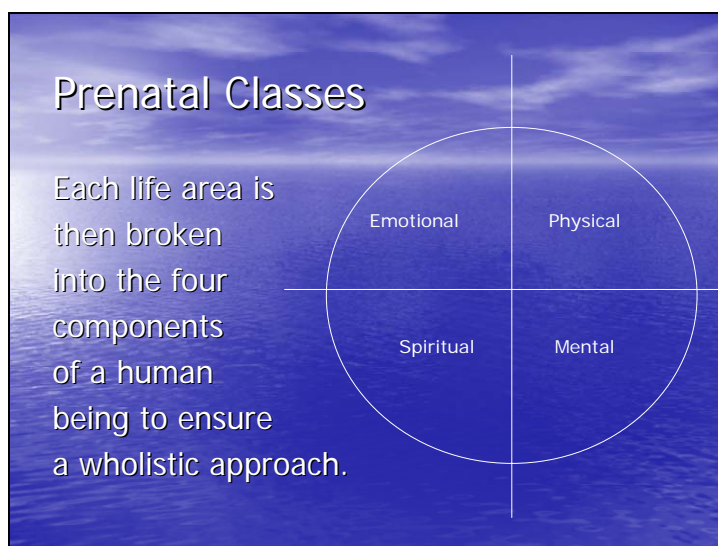 Prenatal Classes
Each life area is
then broken
into the four
components
of a human
being to ensure
a wholistic approach.
Emotional Physical
Spiritual Mental